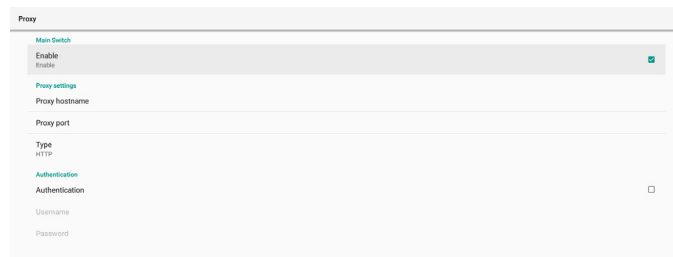 Proxy
Main Switch
Enable
Enable
Proxy settings
Proxy hostname
Proxy port
Type
HTTP
Authentication
Authentication
Username
Password